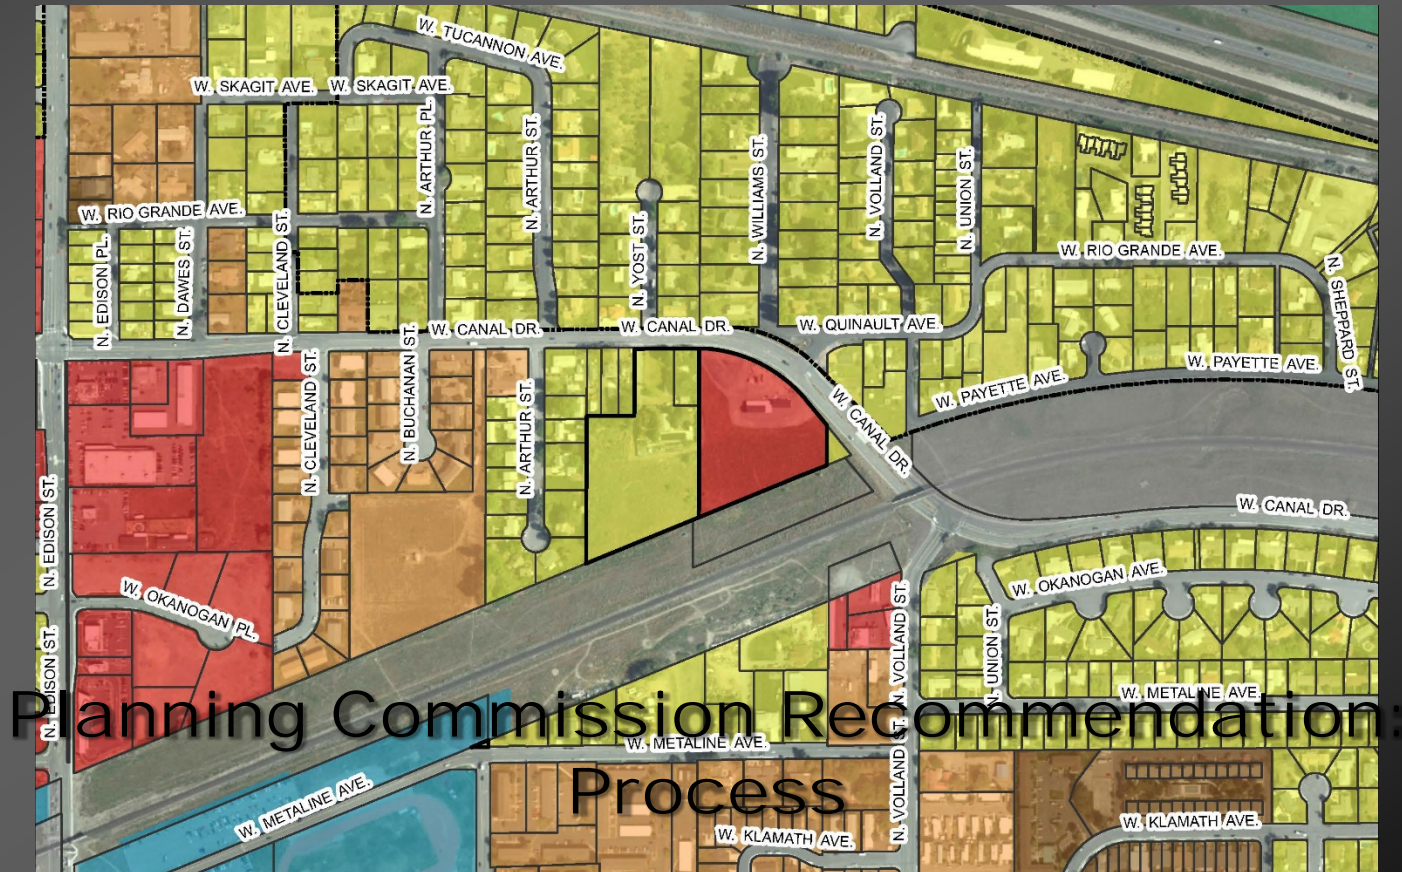 W. TUCANNON AVE.
W. SKAGIT AVE.
W. SKAGIT AVE.
N. ARTHUR PL.
N. ARTHUR ST.
N. WILLIAMS ST.
N. VOLLAND ST.
N. UNION ST.
W. RIO GRANDE AVE.
N. EDISON PL.
N. DAWES ST.
N. CLEVELAND ST.
N. YOST ST.
W. RIO GRANDE AVE.
N. SHEPPARD ST.
W. CANAL DR.
W. CANAL DR.
W. QUINAULT AVE.
W. PAYETTE AVE.
W. PAYETTE AVE.
N. CLEVELAND ST.
N. BUCHANAN ST.
N. ARTHUR ST.
W. CANAL DR.
W. CANAL DR.
N. EDISON ST.
W. OKANOGAN PL.
W. OKANOGAN AVE.
N. EDISON ST.
N. VOLLAND ST.
N. UNION ST.
W. METALINE AVE.
Planning Commission Recommendation:
Process
W. METALINE AVE.
W. METALINE AVE.
N. VOLLAND ST.
W. KLAMATH AVE.
W. KLAMATH AVE.